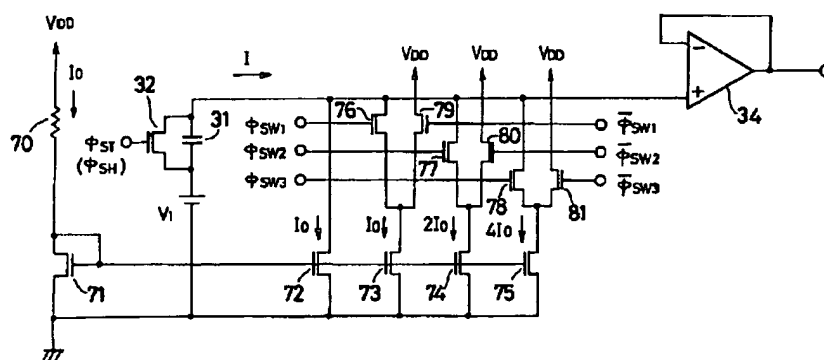 VDD
I0
70
32
ΦST
(ΦSH)
31
V1
I
VDD VDD VDD
76 79
ΦSW1
80
ΦSW2
77
ΦSW3
78 81
Φ̅SW1
Φ̅SW2
Φ̅SW3
−
+
34
I0 I0 2I0 4I0
71 72 73 74 75